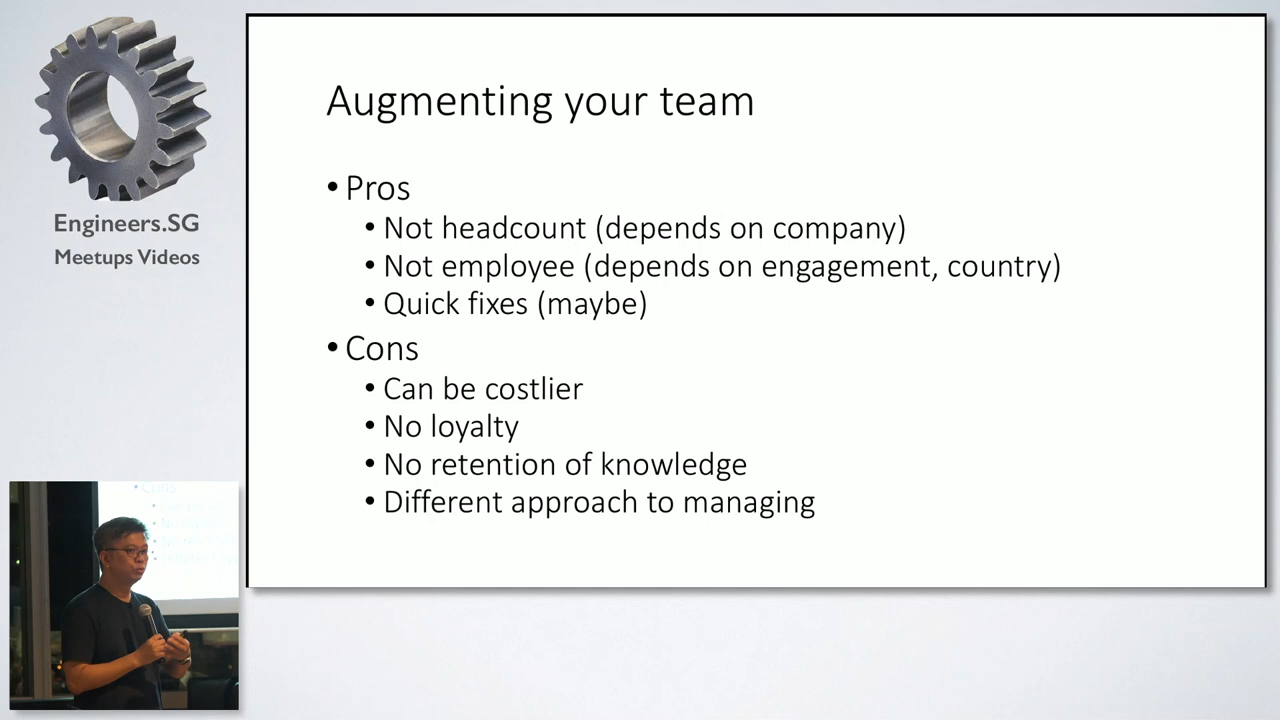 Engineers.SG
Meetups Videos
Augmenting your team
• Pros
• Not headcount (depends on company)
• Not employee (depends on engagement, country)
• Quick fixes (maybe)
• Cons
• Can be costlier
• No loyalty
• No retention of knowledge
• Different approach to managing
Cons